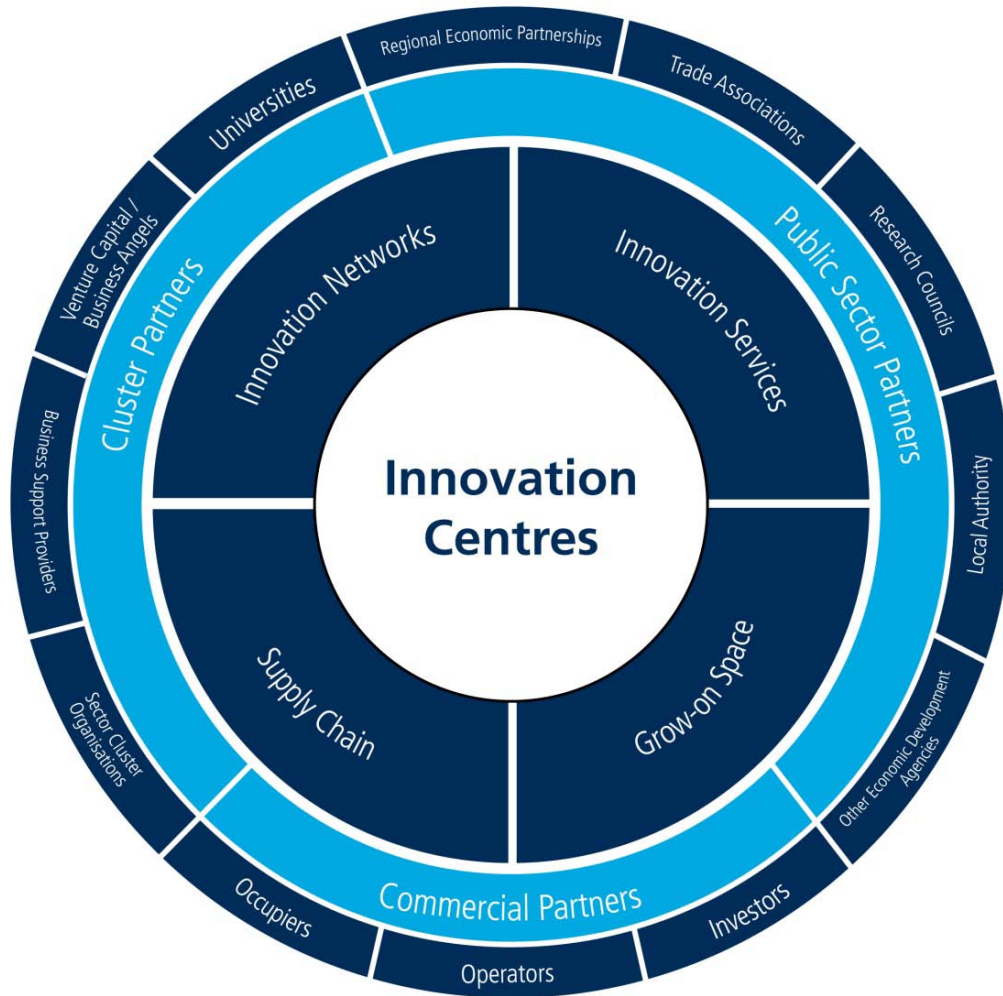 Innovation
Centres
Innovation Networks
Innovation Services
Grow-on Space
Supply Chain
Cluster Partners
Public Sector Partners
Commercial Partners
Regional Economic Partnerships
Trade Associations
Research Councils
Local Authority
Other Economic Development
Agencies
Investors
Operators
Occupiers
Sector Cluster
Organisations
Business Support Providers
Venture Capital /
Business Angels
Universities